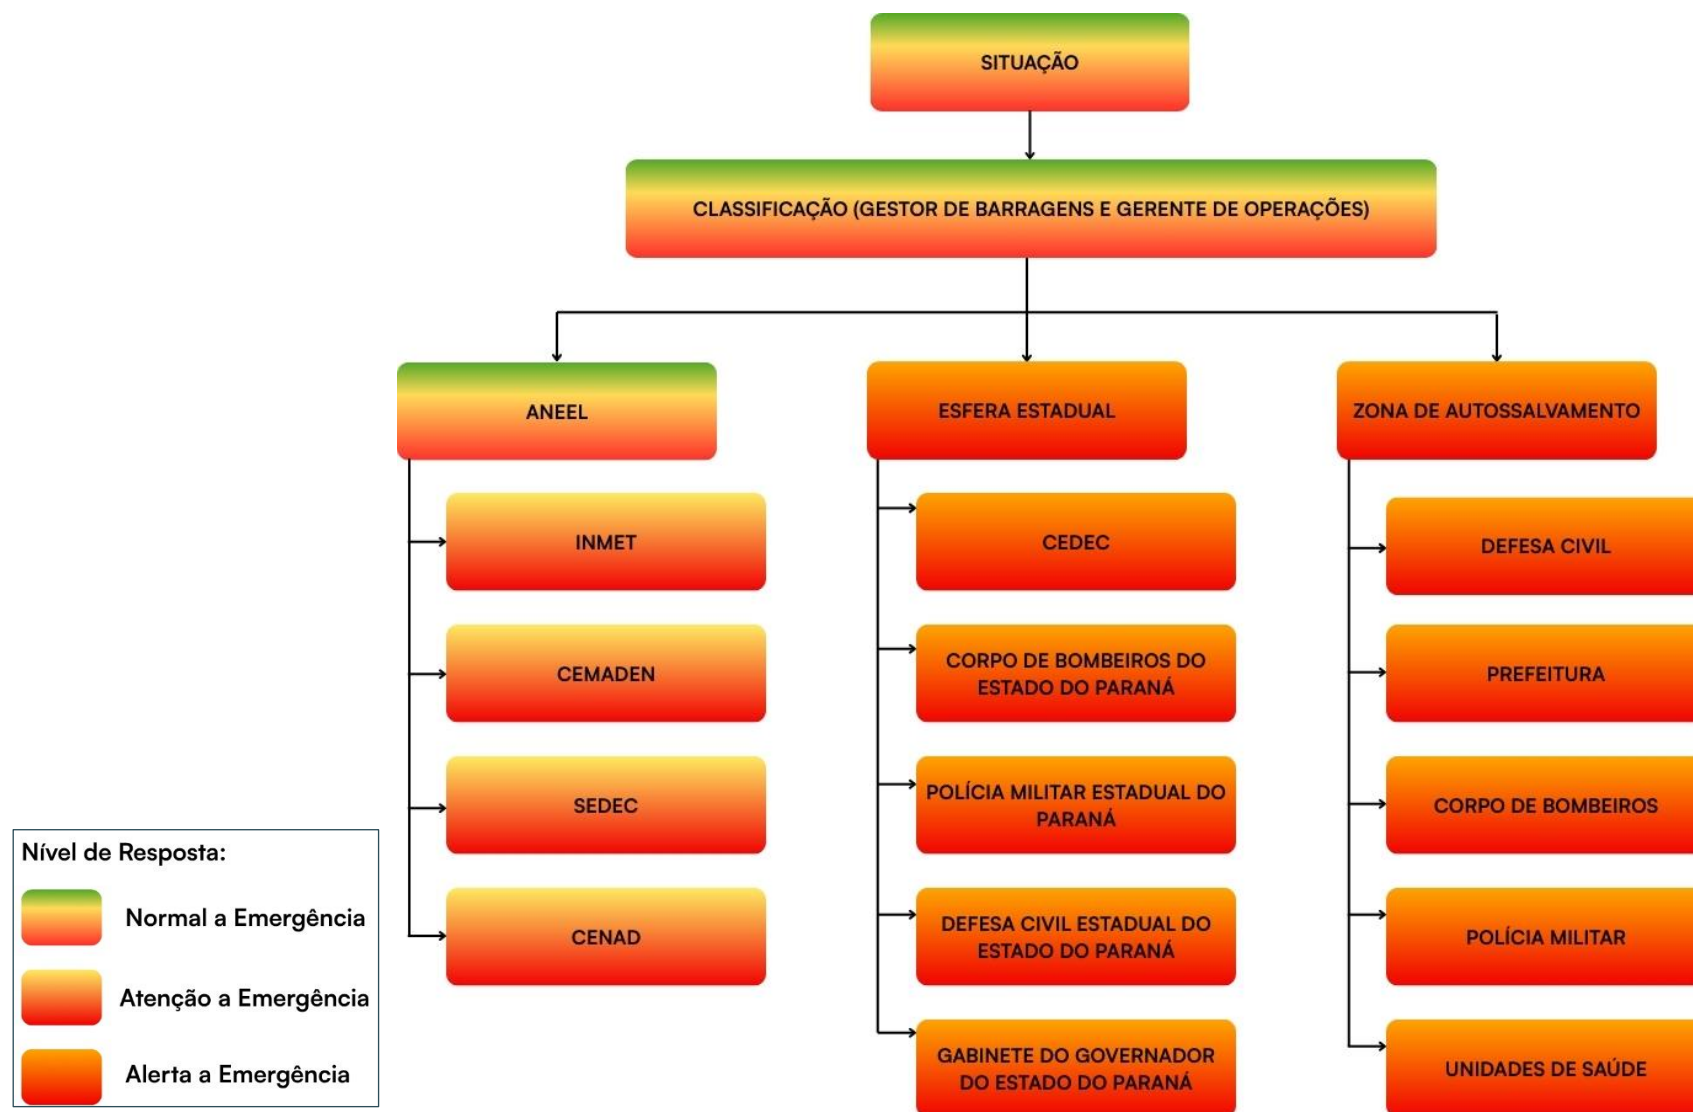 SITUAÇÃO
CLASSIFICAÇÃO (GESTOR DE BARRAGENS E GERENTE DE OPERAÇÕES)
ANEEL
INMET
CEMADEN
SEDEC
CENAD
ESFERA ESTADUAL
CEDEC
CORPO DE BOMBEIROS DO
ESTADO DO PARANÁ
POLÍCIA MILITAR ESTADUAL DO
PARANÁ
DEFESA CIVIL ESTADUAL DO
ESTADO DO PARANÁ
GABINETE DO GOVERNADOR
DO ESTADO DO PARANÁ
ZONA DE AUTOSSALVAMENTO
DEFESA CIVIL
PREFEITURA
CORPO DE BOMBEIROS
POLÍCIA MILITAR
UNIDADES DE SAÚDE
Nível de Resposta:
Normal a Emergência
Atenção a Emergência
Alerta a Emergência